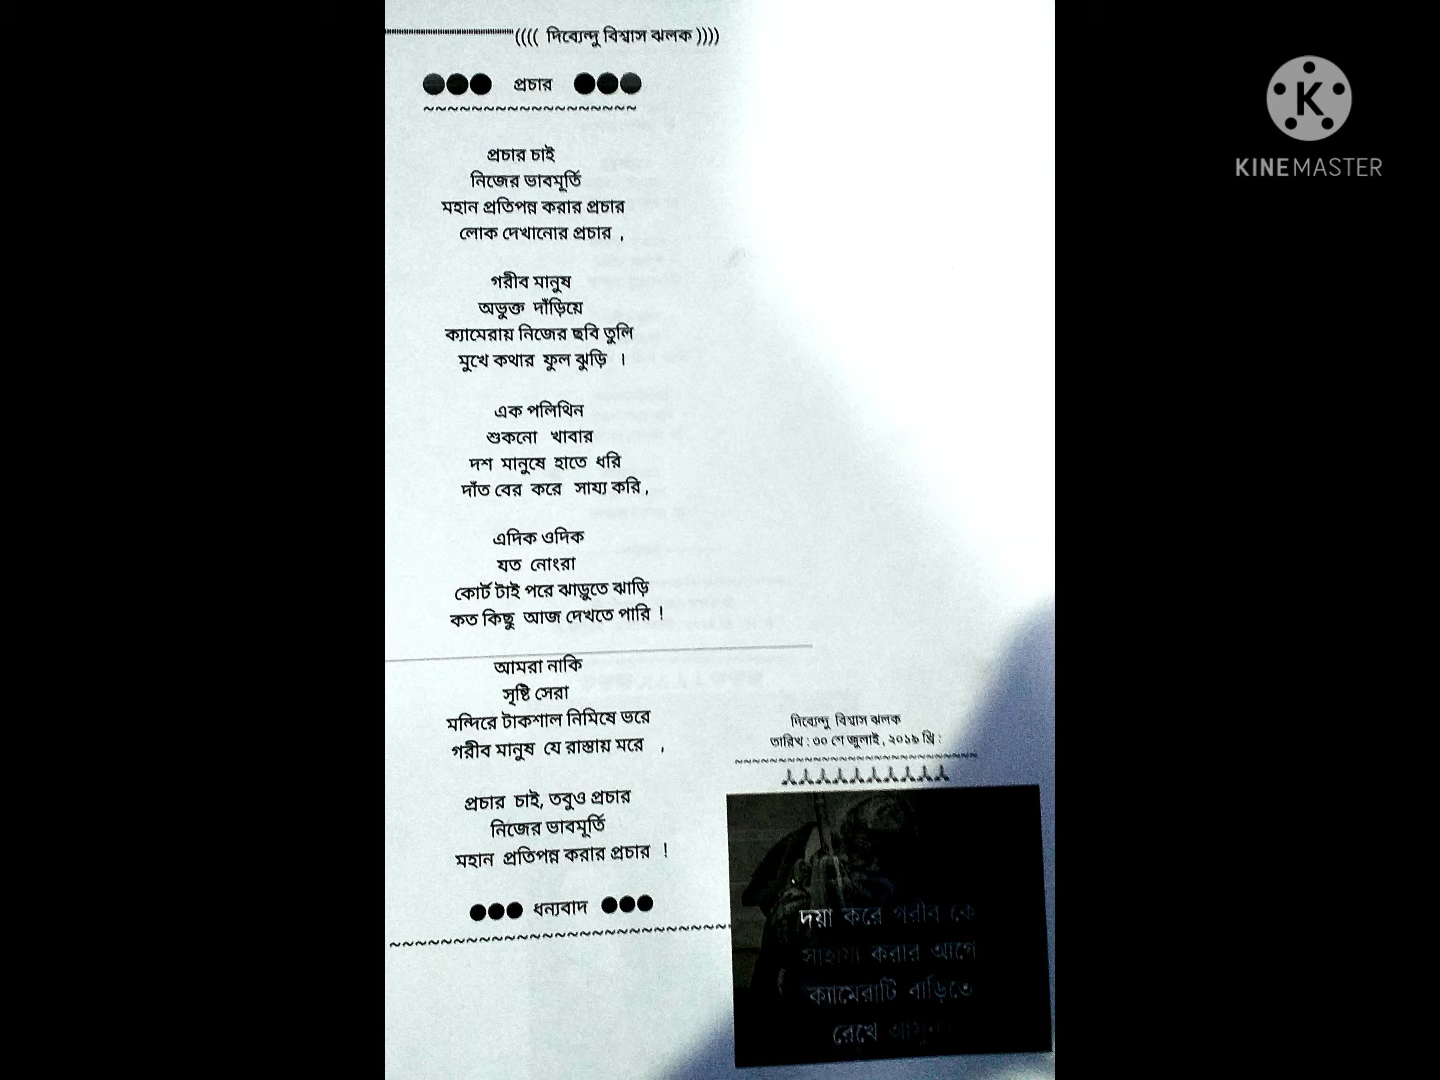 (((( দিব্যেন্দু বিশ্বাস ঝলক ))))
প্রচার
প্রচার চাই
নিজের ভাবমূর্তি
মহান প্রতিপন্ন করার প্রচার
লোক দেখানোর প্রচার ,
গরীব মানুষ
অভুক্ত দাঁড়িয়ে
ক্যামেরায় নিজের ছবি তুলি
মুখে কথার ফুল ঝুড়ি ।
এক পলিথিন
শুকনো খাবার
দশ মানুষে হাতে ধরি
দাঁত বের করে সায্য করি ,
এদিক ওদিক
যত নোংরা
কোর্ট টাই পরে ঝাড়ুতে ঝাড়ি
কত কিছু আজ দেখতে পারি !
আমরা নাকি
সৃষ্টি সেরা
মন্দিরে টাকশাল নিমিষে ভরে
গরীব মানুষ যে রাস্তায় মরে ,
প্রচার চাই, তবুও প্রচার
নিজের ভাবমূর্তি
মহান প্রতিপন্ন করার প্রচার !
ধন্যবাদ
দিব্যেন্দু বিশ্বাস ঝলক
তারিখ : ৩০ শে জুলাই , ২০১৯ খ্রি :
দয়া করে গরীব কে
সাহায্য করার আগে
ক্যামেরাটি বাড়িতে
রেখে
KINEMASTER